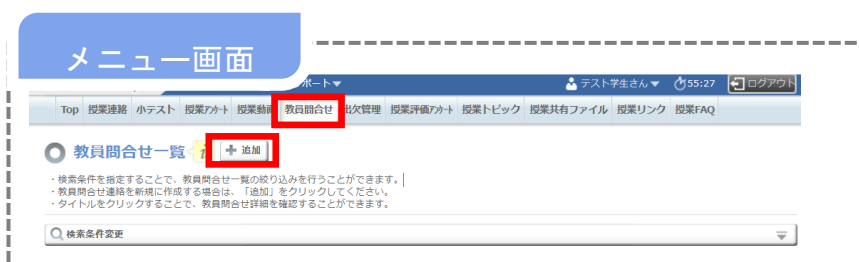 メニュー画面
ポート▼ テスト学生さん▼ 55:27 ログアウト
Top 授業連絡 小テスト 授業アンケート 授業動画 教員問合せ 出欠管理 授業評価アンケート 授業トピック 授業共有ファイル 授業リンク 授業FAQ
教員問合せ一覧 追加
・検索条件を指定することで、教員問合せ一覧の絞り込みを行うことができます。
・教員問合せ連絡を新規に作成する場合は、「追加」をクリックしてください。
・タイトルをクリックすることで、教員問合せ詳細を確認することができます。
検索条件変更